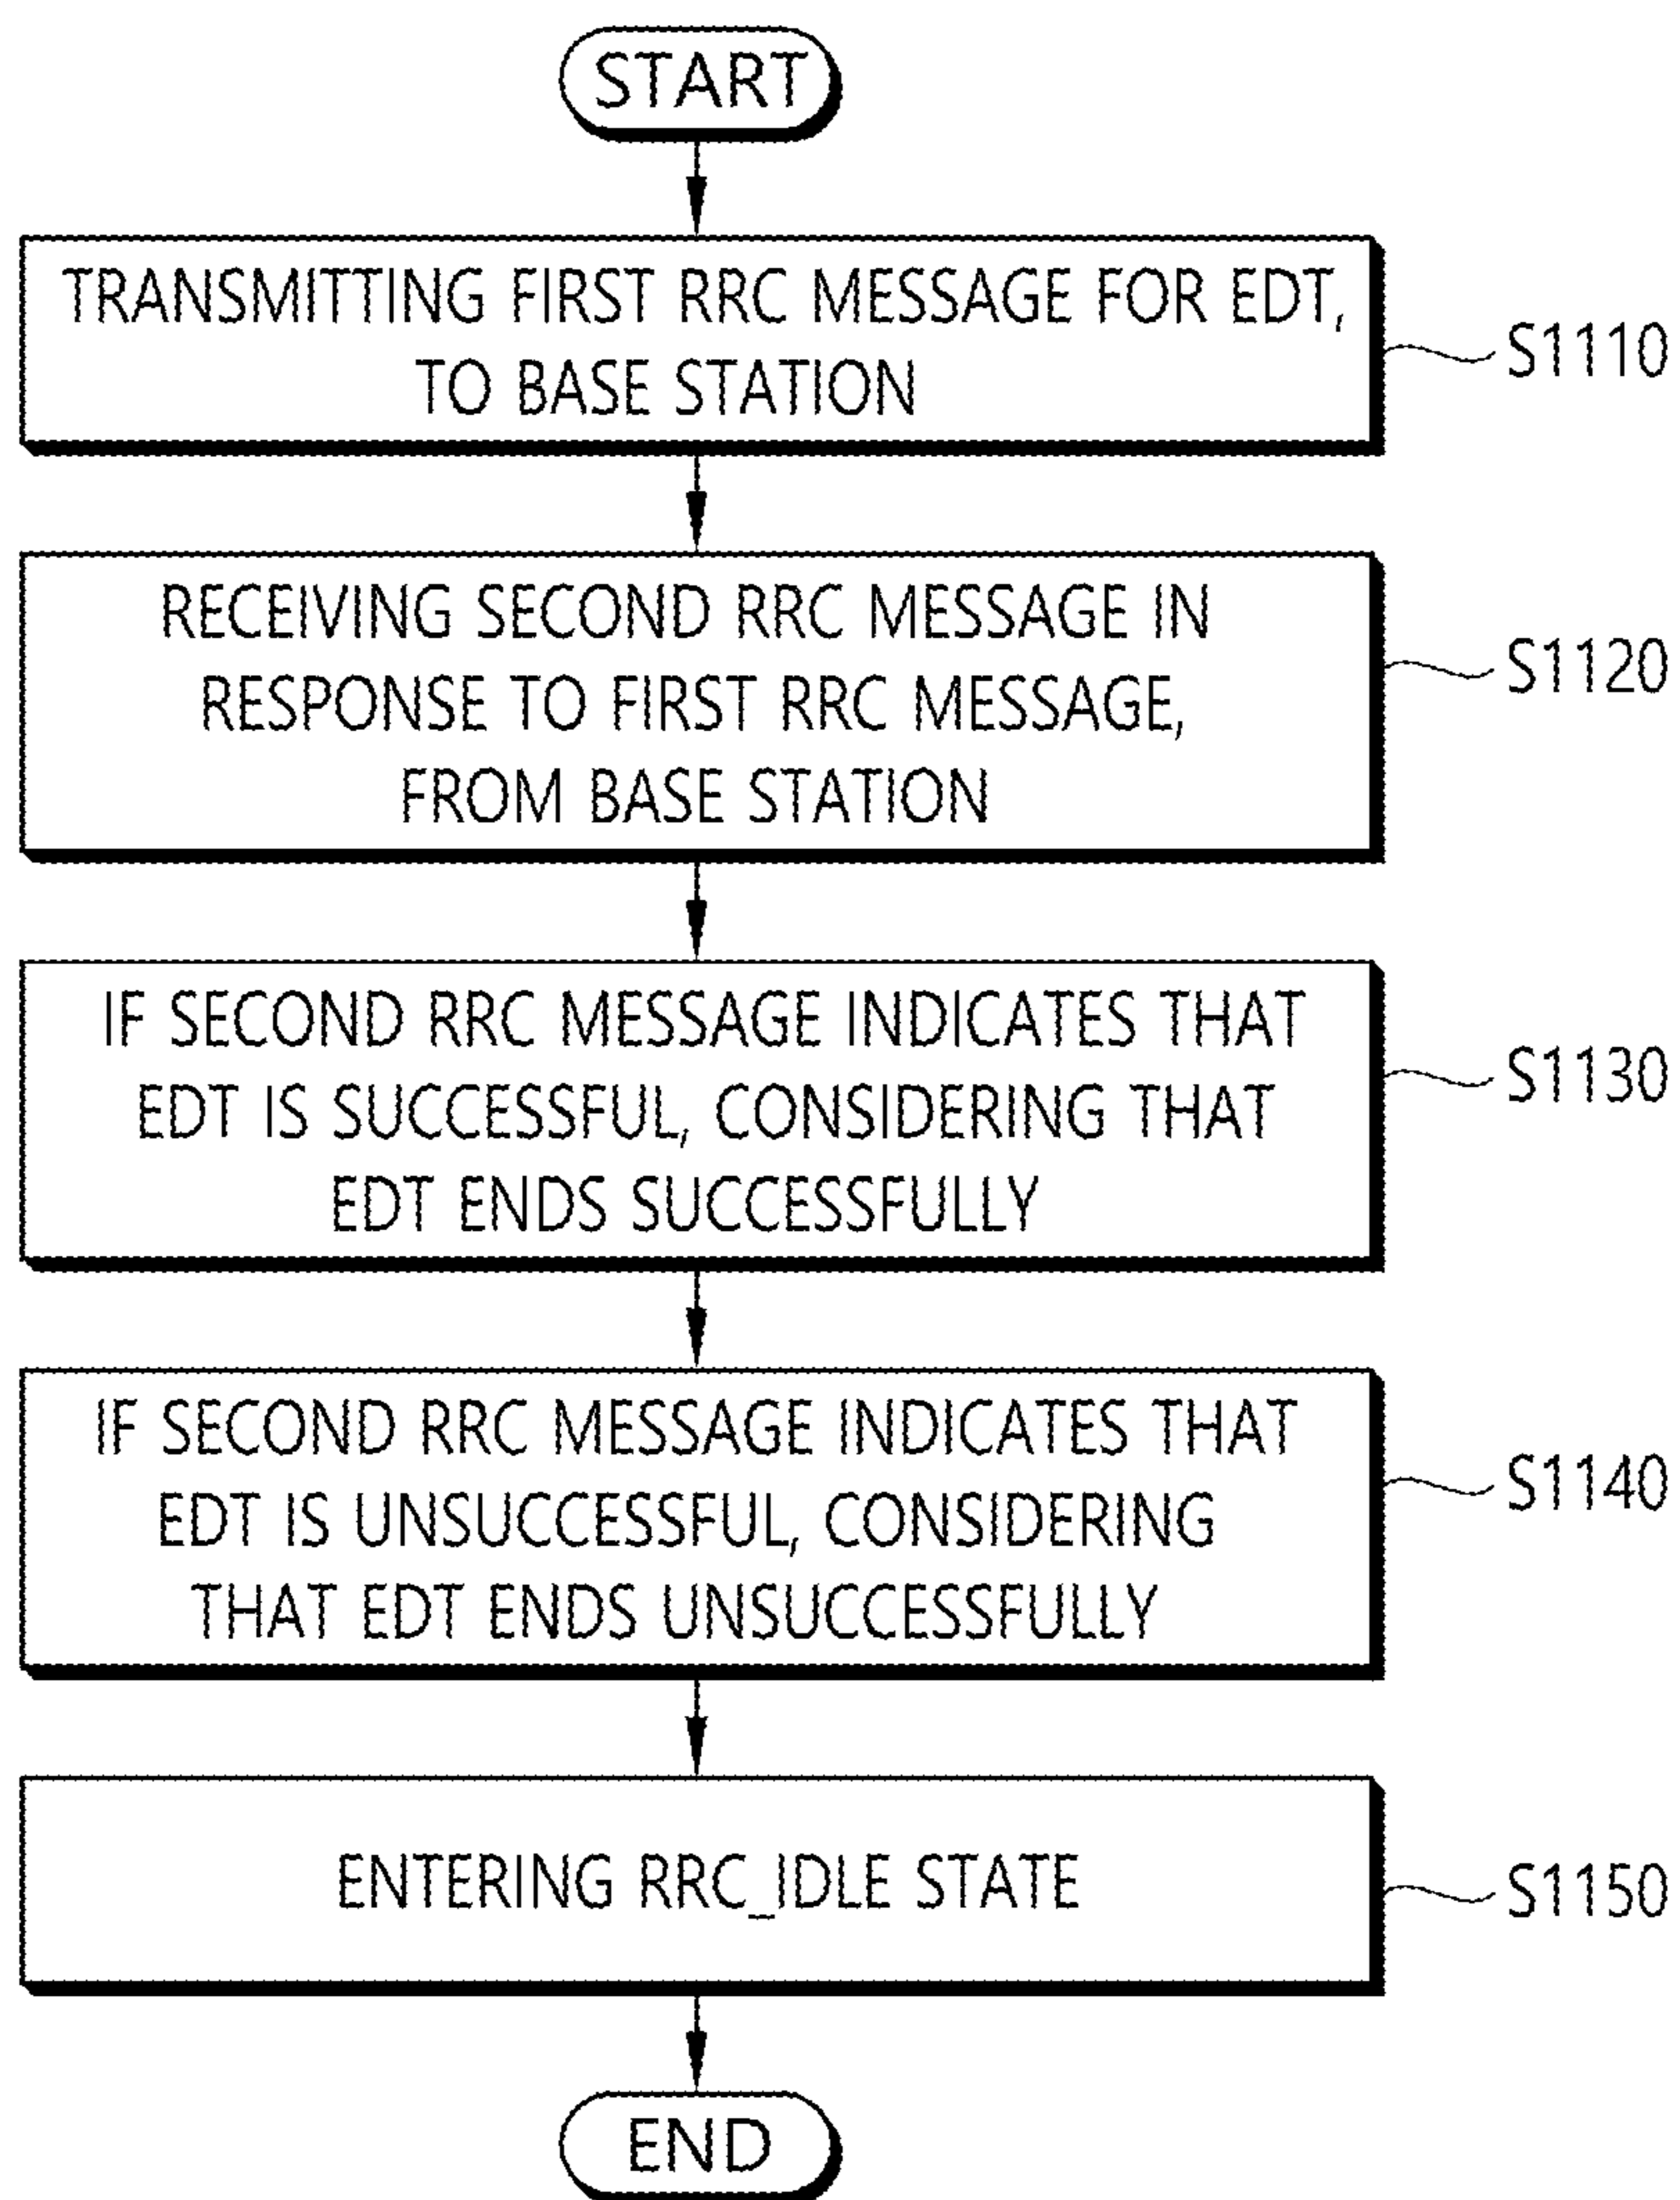 START
TRANSMITTING FIRST RRC MESSAGE FOR EDT,
TO BASE STATION
S1110
RECEIVING SECOND RRC MESSAGE IN
RESPONSE TO FIRST RRC MESSAGE,
FROM BASE STATION
S1120
IF SECOND RRC MESSAGE INDICATES THAT
EDT IS SUCCESSFUL, CONSIDERING THAT
EDT ENDS SUCCESSFULLY
S1130
IF SECOND RRC MESSAGE INDICATES THAT
EDT IS UNSUCCESSFUL, CONSIDERING
THAT EDT ENDS UNSUCCESSFULLY
S1140
ENTERING RRC_IDLE STATE
S1150
END